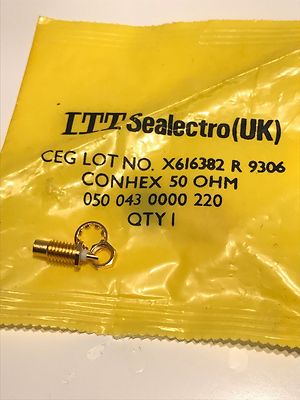 ITT Sealectro (UK)
CEG LOT NO. X616382 R 9306
CONHEX 50 OHM
050 043 0000 220
QTY 1